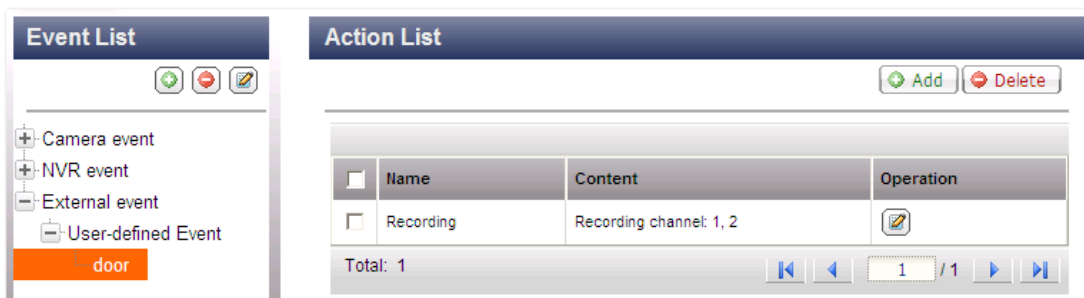 Event List
Action List
Add
Delete
Camera event
NVR event
External event
User-defined Event
door
Name Content Operation
Recording Recording channel: 1, 2
Total: 1
1 / 1